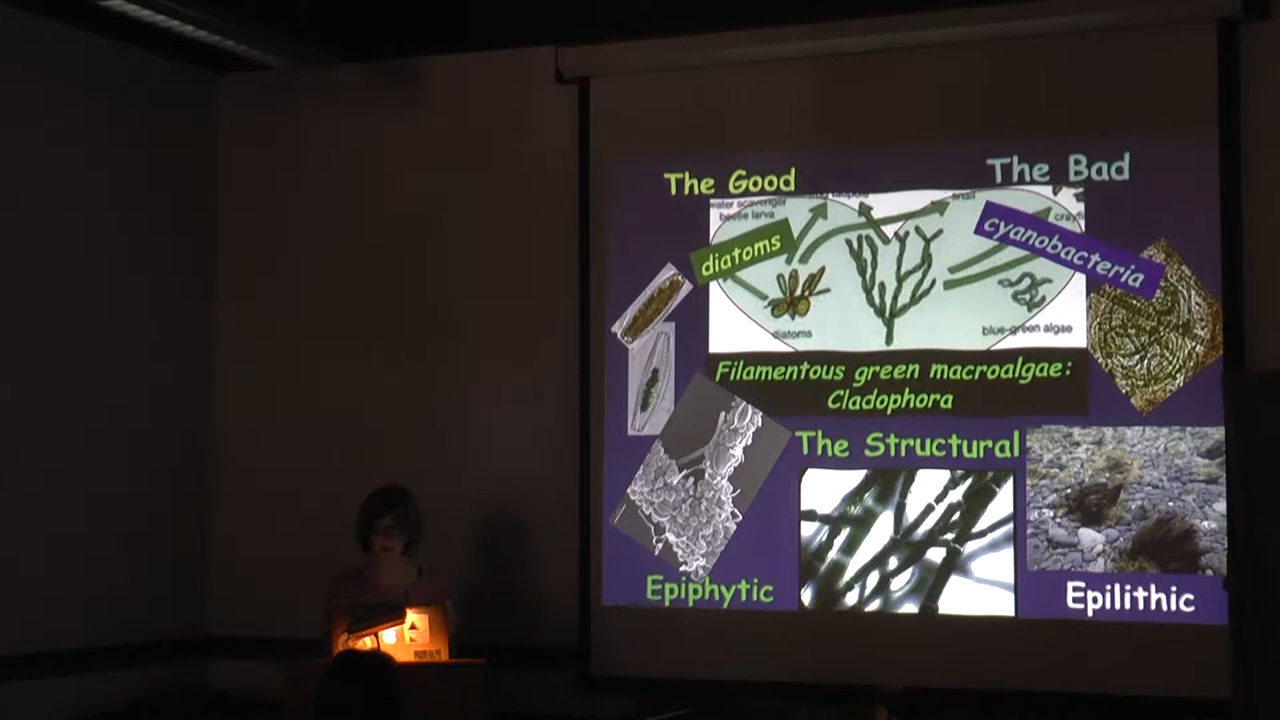 The Good
The Bad
water scavenger
beetle larva
snail
diatoms
cyanobacteria
diatoms
blue-green algae
Filamentous green macroalgae:
Cladophora
The Structural
Epiphytic
Epilithic